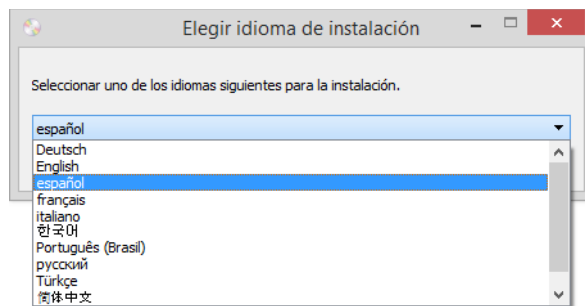 Elegir idioma de instalación
Seleccionar uno de los idiomas siguientes para la instalación.
español
Deutsch
English
español
français
italiano
한국어
Português (Brasil)
русский
Türkçe
简体中文